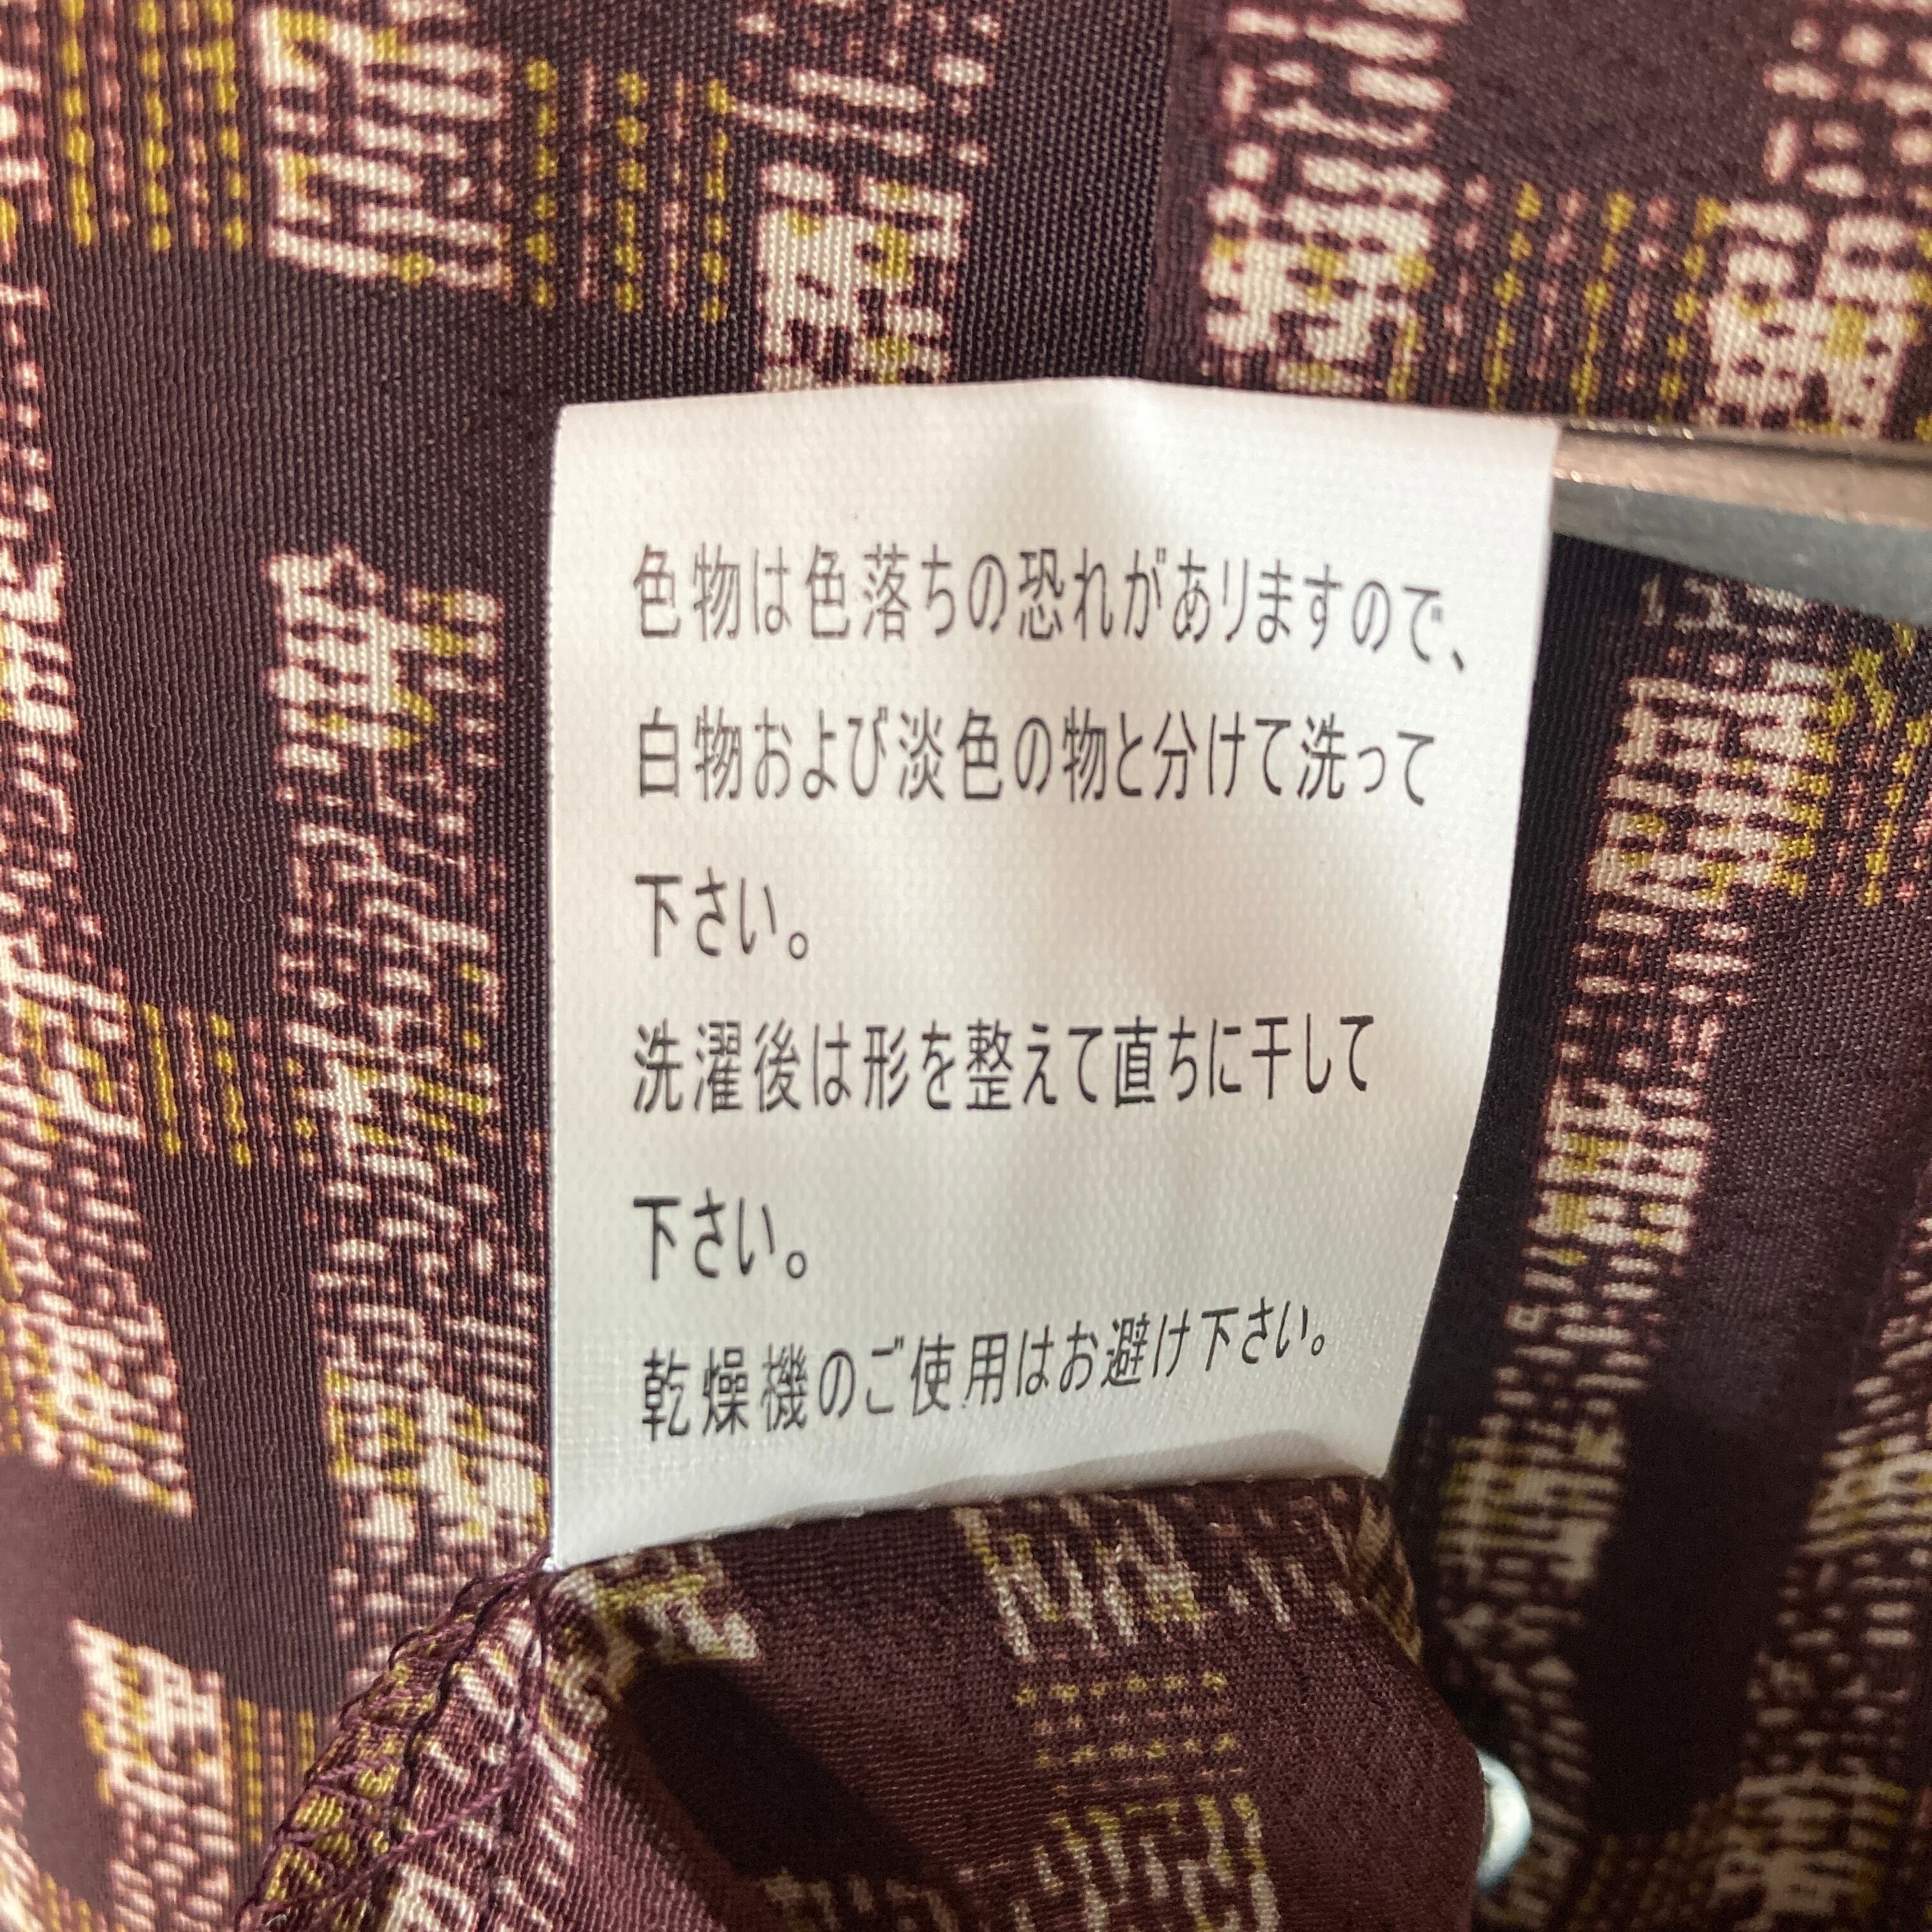 色物は色落ちの恐れがありますので、
白物および淡色の物と分けて洗って
下さい。
洗濯後は形を整えて直ちに干して
下さい。
乾燥機のご使用はお避け下さい。